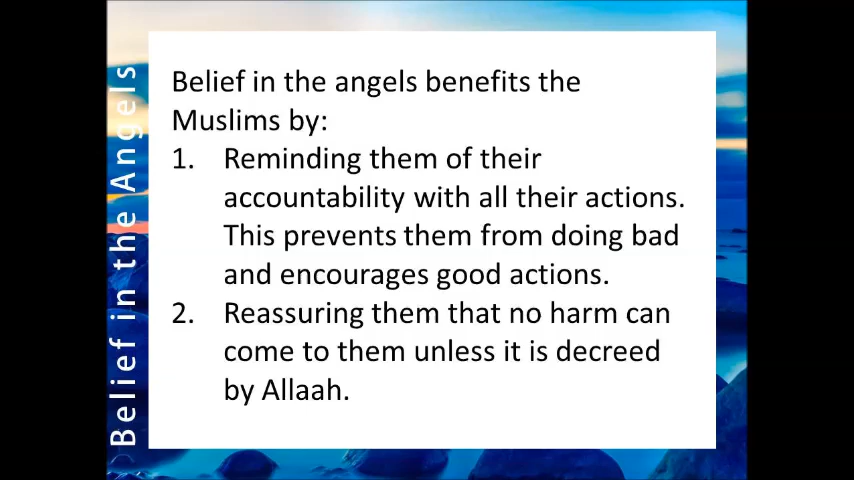 Belief in the Angels
Belief in the angels benefits the
Muslims by:
1. Reminding them of their
accountability with all their actions.
This prevents them from doing bad
and encourages good actions.
2. Reassuring them that no harm can
come to them unless it is decreed
by Allaah.